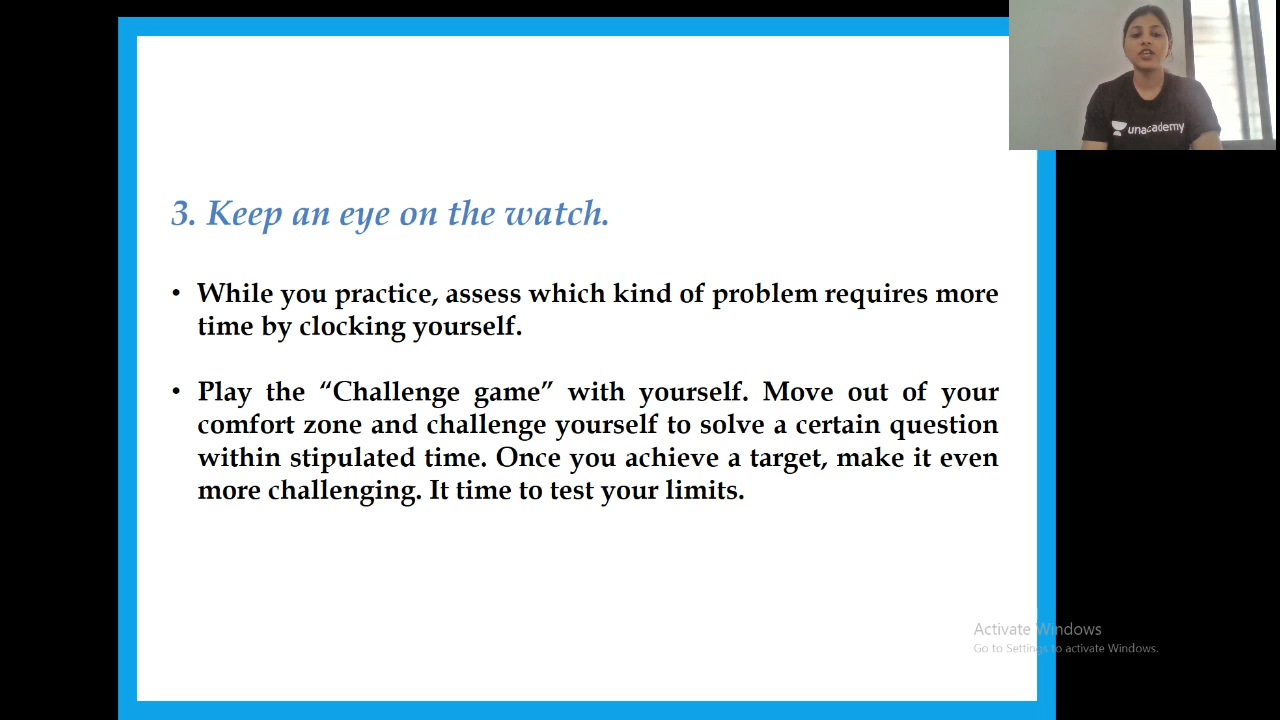 unacademy
3. Keep an eye on the watch.
• While you practice, assess which kind of problem requires more
time by clocking yourself.
• Play the “Challenge game” with yourself. Move out of your
comfort zone and challenge yourself to solve a certain question
within stipulated time. Once you achieve a target, make it even
more challenging. It time to test your limits.
Activate Windows
Go to Settings to activate Windows.